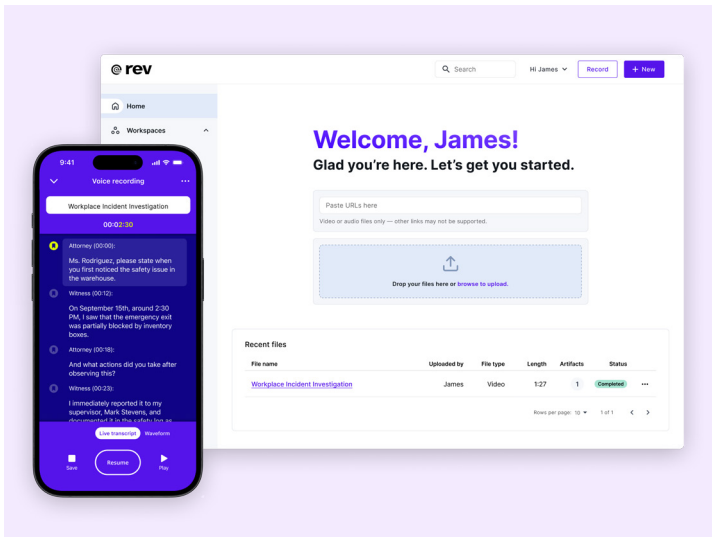 rev
Search
Hi James
Record
+ New
Home
Workspaces
Welcome, James!
Glad you're here. Let's get you started.
Paste URLs here
Video or audio files only — other links may not be supported.
Drop your files here or browse to upload.
Recent files
File name Uploaded by File type Length Artifacts Status
Workplace Incident Investigation James Video 1:27 1 Completed
Rows per page: 10 1 of 1
9:41
Voice recording
Workplace Incident Investigation
00:02:30
Attorney (00:00):
Ms. Rodriguez, please state when
you first noticed the safety issue in
the warehouse.
Witness (00:12):
On September 15th, around 2:30
PM, I saw that the emergency exit
was partially blocked by inventory
boxes.
Attorney (00:18):
And what actions did you take after
observing this?
Witness (00:23):
I immediately reported it to my
supervisor, Mark Stevens, and
documented it in the safety log as
Live transcript Waveform
Save
Resume
Play